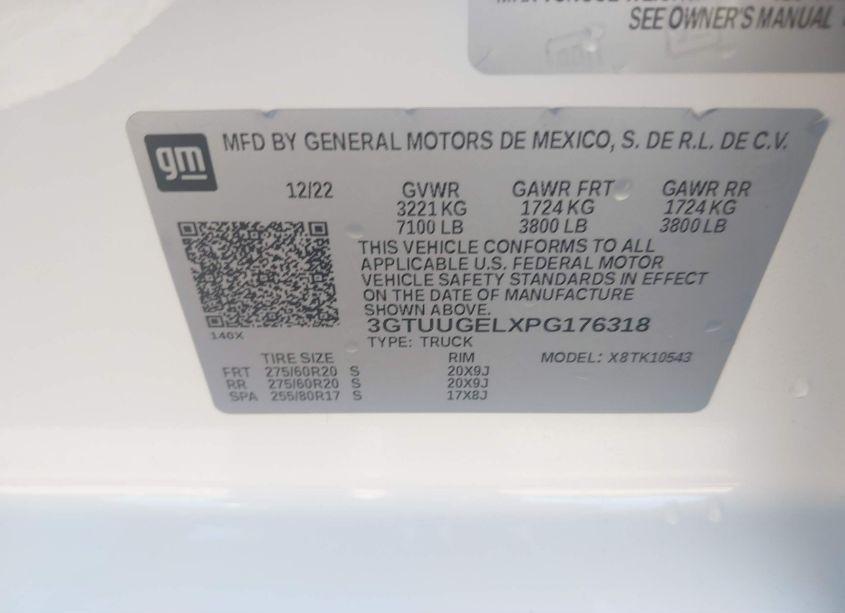 SEE OWNER'S MANUAL
gm
MFD BY GENERAL MOTORS DE MEXICO, S. DE R.L. DE C.V.
12/22 GVWR GAWR FRT GAWR RR
3221 KG 1724 KG 1724 KG
7100 LB 3800 LB 3800 LB
THIS VEHICLE CONFORMS TO ALL
APPLICABLE U.S. FEDERAL MOTOR
VEHICLE SAFETY STANDARDS IN EFFECT
ON THE DATE OF MANUFACTURE
SHOWN ABOVE.
3GTUUGELXPG176318
140X
TYPE: TRUCK
TIRE SIZE RIM MODEL: X8TK10543
FRT 275/60R20 S 20X9J
RR 275/60R20 S 20X9J
SPA 255/80R17 S 17X8J